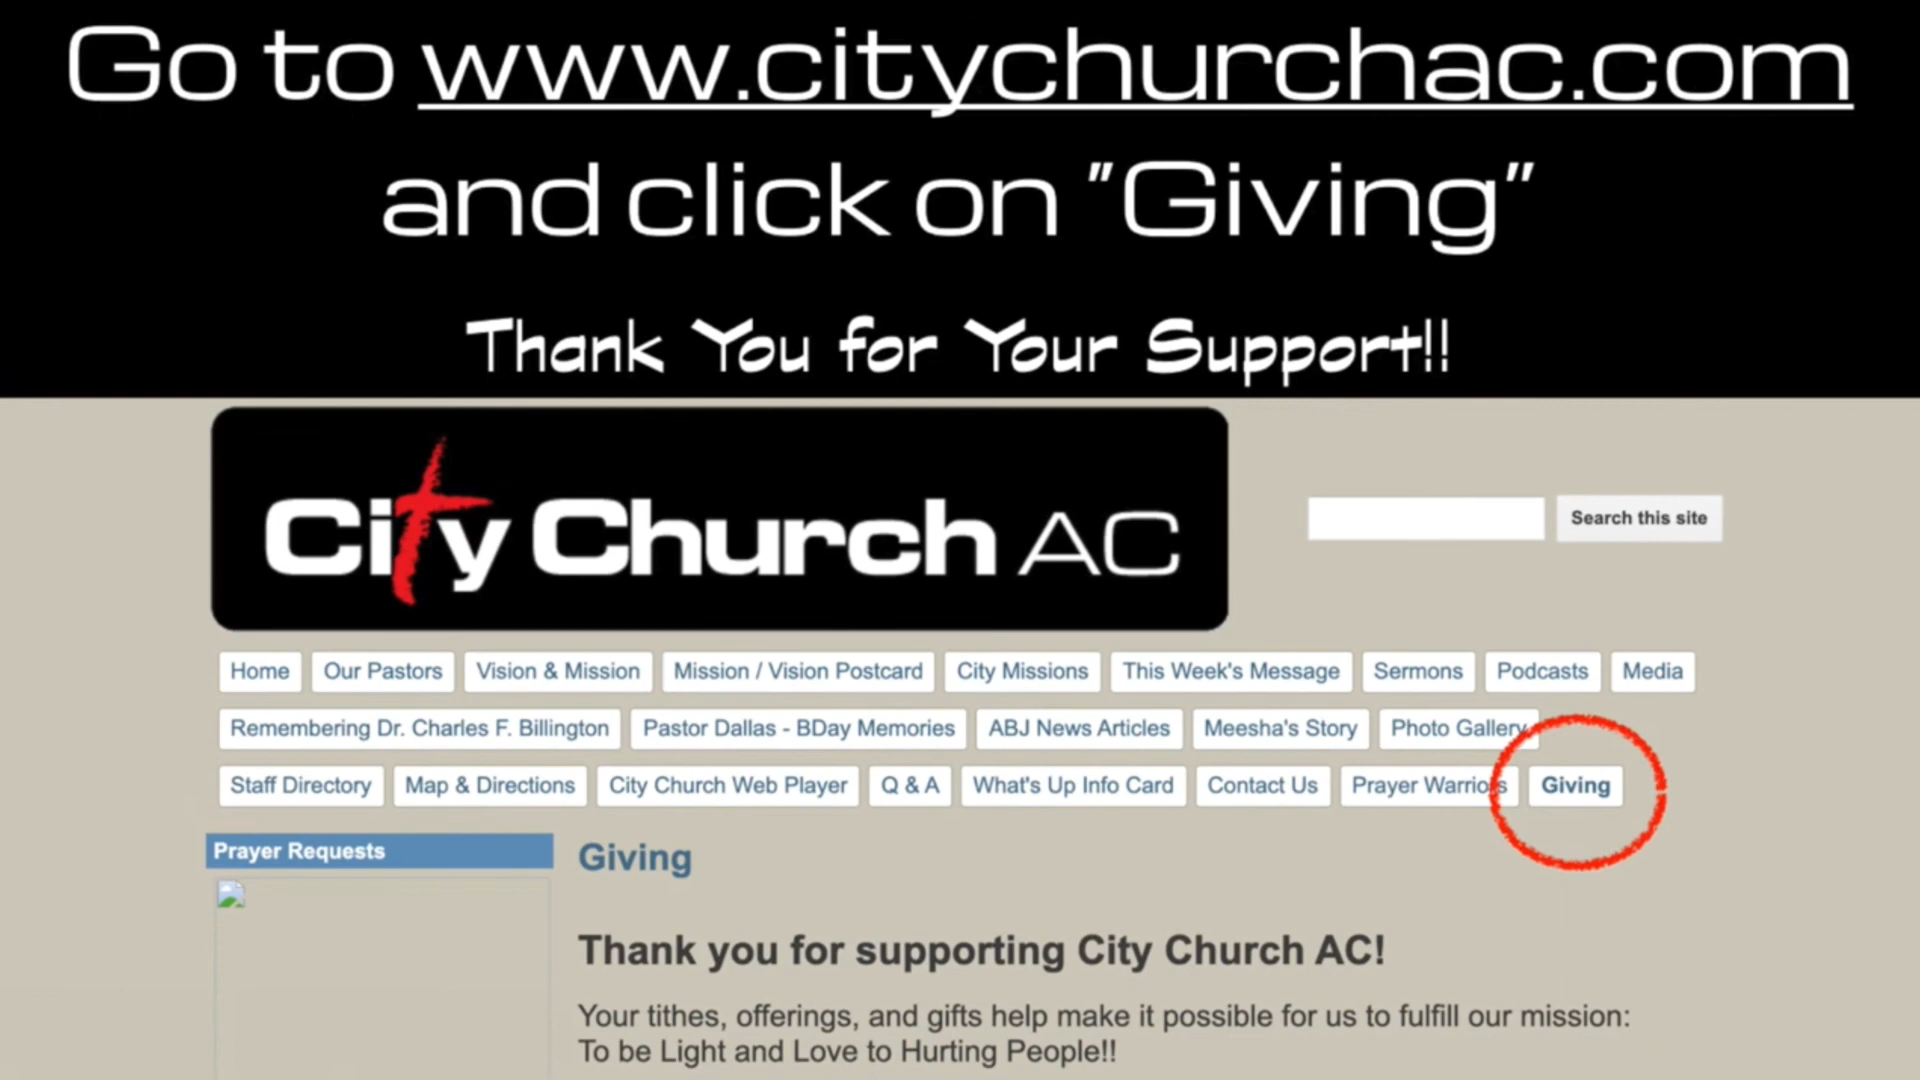 Go to www.citychurchac.com
and click on "Giving"
Thank You for Your Support!!
City Church AC
Search this site
Home Our Pastors Vision & Mission Mission / Vision Postcard City Missions This Week's Message Sermons Podcasts Media
Remembering Dr. Charles F. Billington Pastor Dallas - BDay Memories ABJ News Articles Meesha's Story Photo Gallery
Staff Directory Map & Directions City Church Web Player Q & A What's Up Info Card Contact Us Prayer Warriors Giving
Prayer Requests
Giving
Thank you for supporting City Church AC!
Your tithes, offerings, and gifts help make it possible for us to fulfill our mission:
To be Light and Love to Hurting People!!